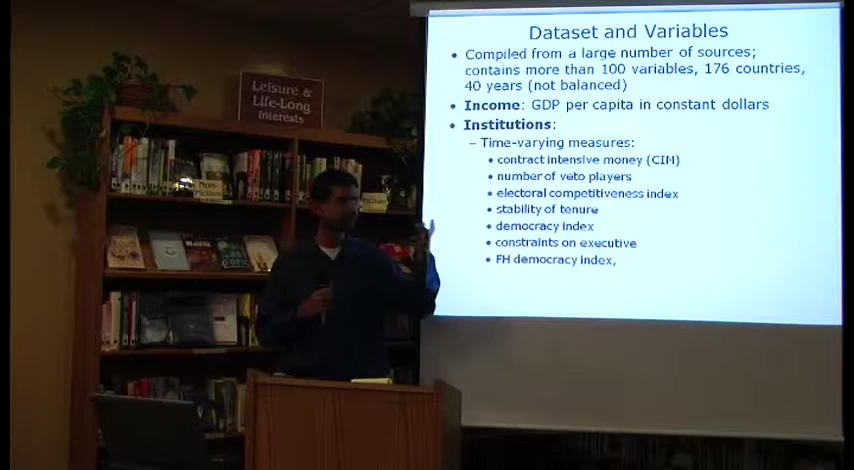 Dataset and Variables
• Compiled from a large number of sources;
contains more than 100 variables, 176 countries,
40 years (not balanced)
• Income: GDP per capita in constant dollars
• Institutions:
– Time-varying measures:
• contract intensive money (CIM)
• number of veto players
• electoral competitiveness index
• stability of tenure
• democracy index
• constraints on executive
• FH democracy index,
Leisure &
Life-Long
Interests
Non-
Fiction
Fiction